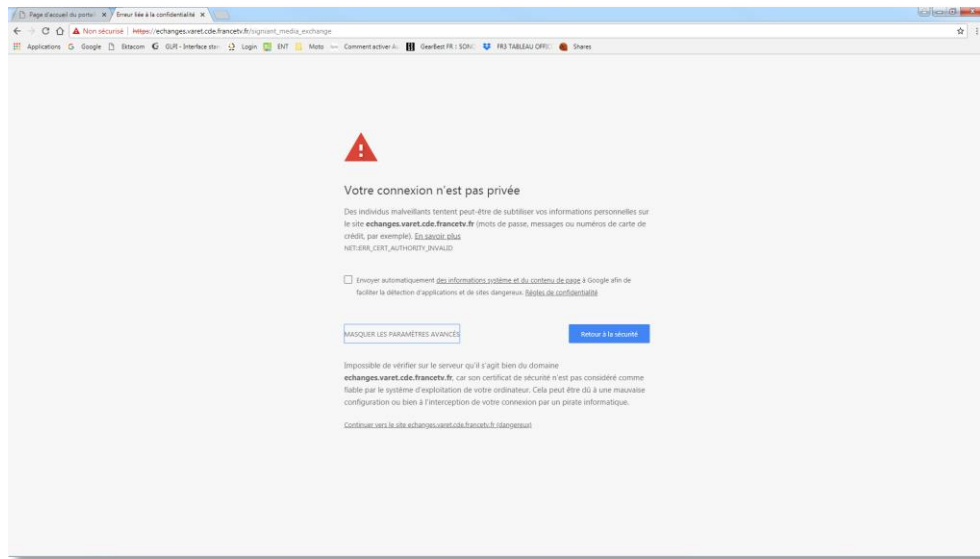 Page d'accueil du portail
Erreur liée à la confidentialité
Non sécurisé | https://echanges.varet.cde.francetv.fr/signiant_media_exchange
Applications Google Ektacom GLPI - Interface stan Login ENT Moto Comment activer Au GearBest FR | SONC FR3 TABLEAU OFFIC Shares
Votre connexion n'est pas privée
Des individus malveillants tentent peut-être de subtiliser vos informations personnelles sur
le site echanges.varet.cde.francetv.fr (mots de passe, messages ou numéros de carte de
crédit, par exemple). En savoir plus
NET::ERR_CERT_AUTHORITY_INVALID
Envoyer automatiquement des informations système et du contenu de page à Google afin de
faciliter la détection d'applications et de sites dangereux. Règles de confidentialité
MASQUER LES PARAMÈTRES AVANCÉS
Retour à la sécurité
Impossible de vérifier sur le serveur qu'il s'agit bien du domaine
echanges.varet.cde.francetv.fr, car son certificat de sécurité n'est pas considéré comme
fiable par le système d'exploitation de votre ordinateur. Cela peut être dû à une mauvaise
configuration ou bien à l'interception de votre connexion par un pirate informatique.
Continuer vers le site echanges.varet.cde.francetv.fr (dangereux)